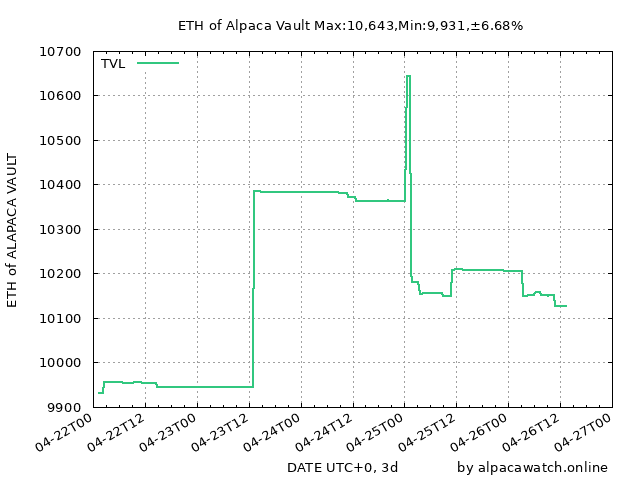 ETH of Alpaca Vault Max:10,643,Min:9,931,±6.68%
TVL
10700
10600
10500
10400
10300
10200
10100
10000
9900
ETH of ALAPACA VAULT
04-22T00
04-22T12
04-23T00
04-23T12
04-24T00
04-24T12
04-25T00
04-25T12
04-26T00
04-26T12
04-27T00
DATE UTC+0, 3d
by alpacawatch.online